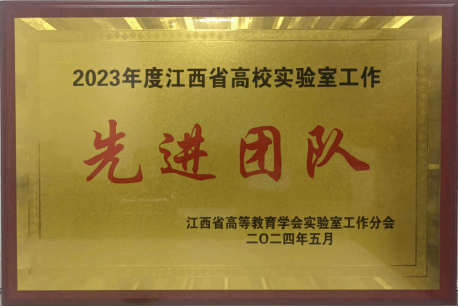 2023年度江西省高校实验室工作
先进团队
江西省高等教育学会实验室工作分会
二〇二四年五月